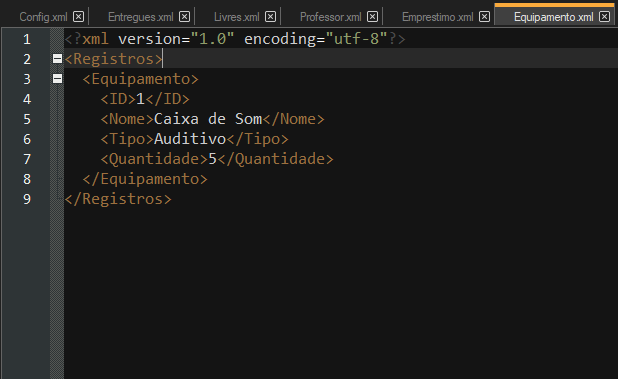 Config.xml Entregues.xml Livres.xml Professor.xml Emprestimo.xml Equipamento.xml
1 <?xml version="1.0" encoding="utf-8"?>
2 <Registros>
3 <Equipamento>
4 <ID>1</ID>
5 <Nome>Caixa de Som</Nome>
6 <Tipo>Auditivo</Tipo>
7 <Quantidade>5</Quantidade>
8 </Equipamento>
9 </Registros>